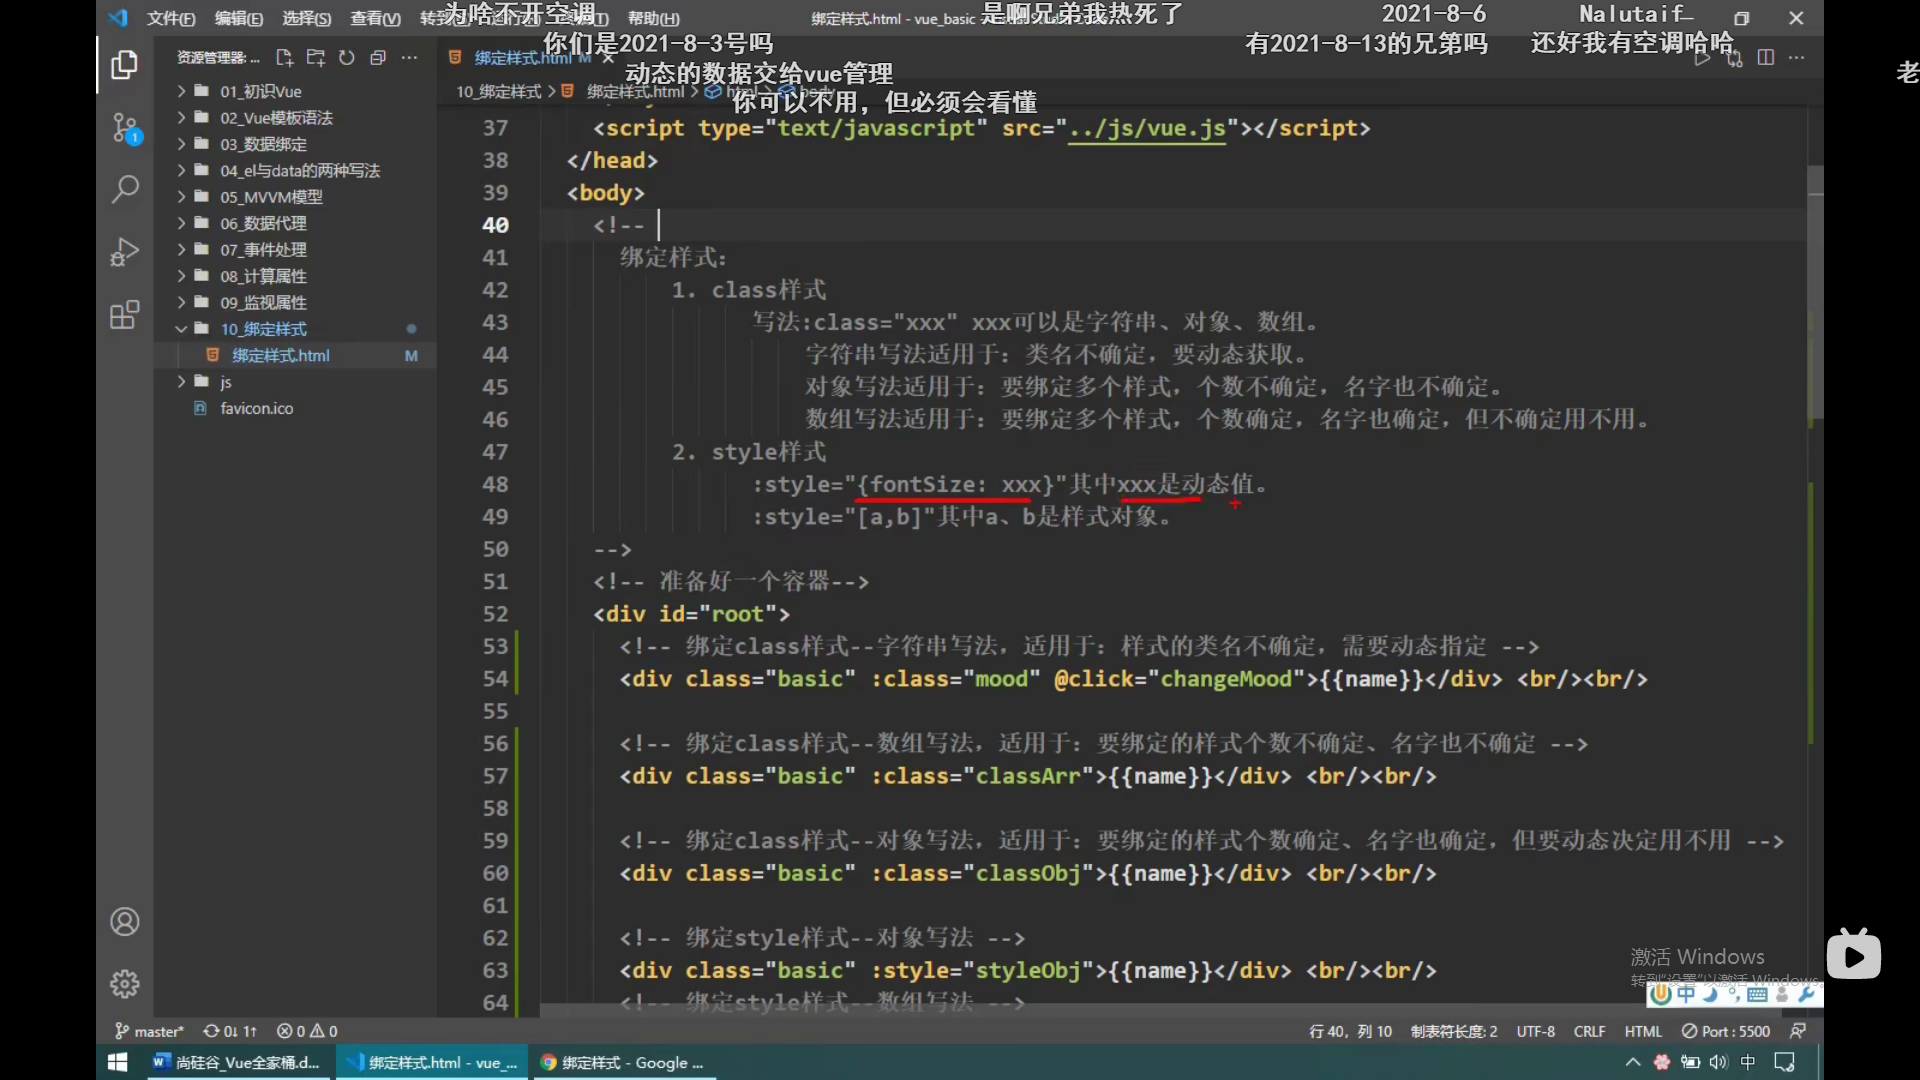 为啥不开空调
是啊兄弟我热死了
2021-8-6
Nalutaif
文件(F) 编辑(E) 选择(S) 查看(V) 帮助(H)
绑定样式.html - vue_basic
你们是2021-8-3号吗
有2021-8-13的兄弟吗
还好我有空调哈哈哈
老
动态的数据交给vue管理
你可以不用，但必须会看懂
资源管理器: ...
绑定样式.html M
10_绑定样式 > 绑定样式.html > html > body
01_初识Vue
02_Vue模板语法
03_数据绑定
04_el与data的两种写法
05_MVVM模型
06_数据代理
07_事件处理
08_计算属性
09_监视属性
10_绑定样式
绑定样式.html M
js
favicon.ico
1
37 <script type="text/javascript" src="../js/vue.js"></script>
38 </head>
39 <body>
40 <!--
41 绑定样式：
42 1. class样式
43 写法:class="xxx" xxx可以是字符串、对象、数组。
44 字符串写法适用于：类名不确定，要动态获取。
45 对象写法适用于：要绑定多个样式，个数不确定，名字也不确定。
46 数组写法适用于：要绑定多个样式，个数确定，名字也确定，但不确定用不用。
47 2. style样式
48 :style="{fontSize: xxx}"其中xxx是动态值。
49 :style="[a,b]"其中a、b是样式对象。
50 -->
51 <!-- 准备好一个容器-->
52 <div id="root">
53 <!-- 绑定class样式--字符串写法，适用于：样式的类名不确定，需要动态指定 -->
54 <div class="basic" :class="mood" @click="changeMood">{{name}}</div> <br/><br/>
55
56 <!-- 绑定class样式--数组写法，适用于：要绑定的样式个数不确定、名字也不确定 -->
57 <div class="basic" :class="classArr">{{name}}</div> <br/><br/>
58
59 <!-- 绑定class样式--对象写法，适用于：要绑定的样式个数确定、名字也确定，但要动态决定用不用 -->
60 <div class="basic" :class="classObj">{{name}}</div> <br/><br/>
61
62 <!-- 绑定style样式--对象写法 -->
63 <div class="basic" :style="styleObj">{{name}}</div> <br/><br/>
64 <!-- 绑定style样式--数组写法 -->
激活 Windows
转到"设置"以激活 Windows。
中
master* 0↓ 1↑ 0 0
行 40，列 10 制表符长度: 2 UTF-8 CRLF HTML Port : 5500
尚硅谷_Vue全家桶.d... 绑定样式.html - vue_... 绑定样式 - Google ...
中